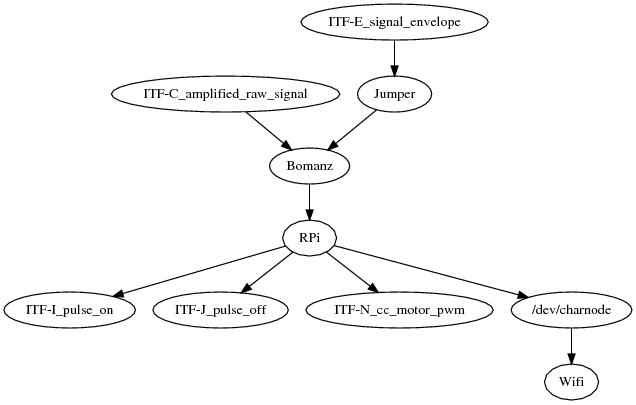 ITF-E_signal_envelope
ITF-C_amplified_raw_signal
Jumper
Bomanz
RPi
ITF-I_pulse_on
ITF-J_pulse_off
ITF-N_cc_motor_pwm
/dev/charnode
Wifi